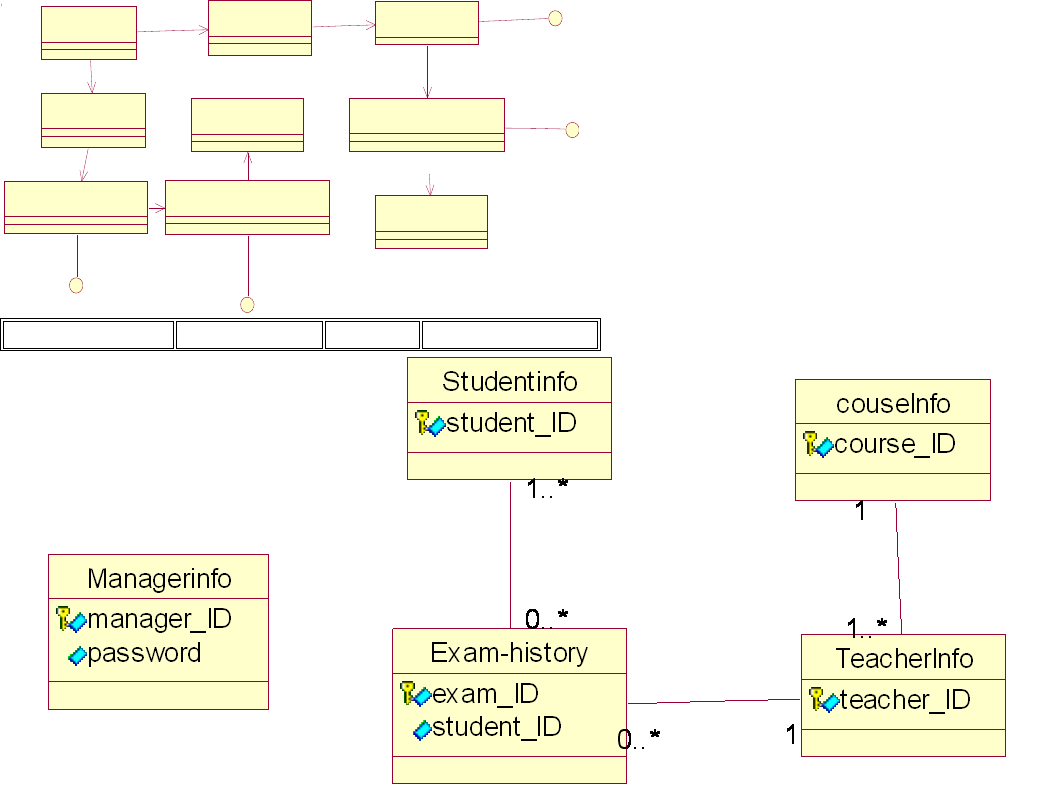 Studentinfo
student_ID
1..*
couseInfo
course_ID
1
Managerinfo
manager_ID
password
0..*
Exam-history
exam_ID
student_ID
0..*
1..*
TeacherInfo
teacher_ID
1